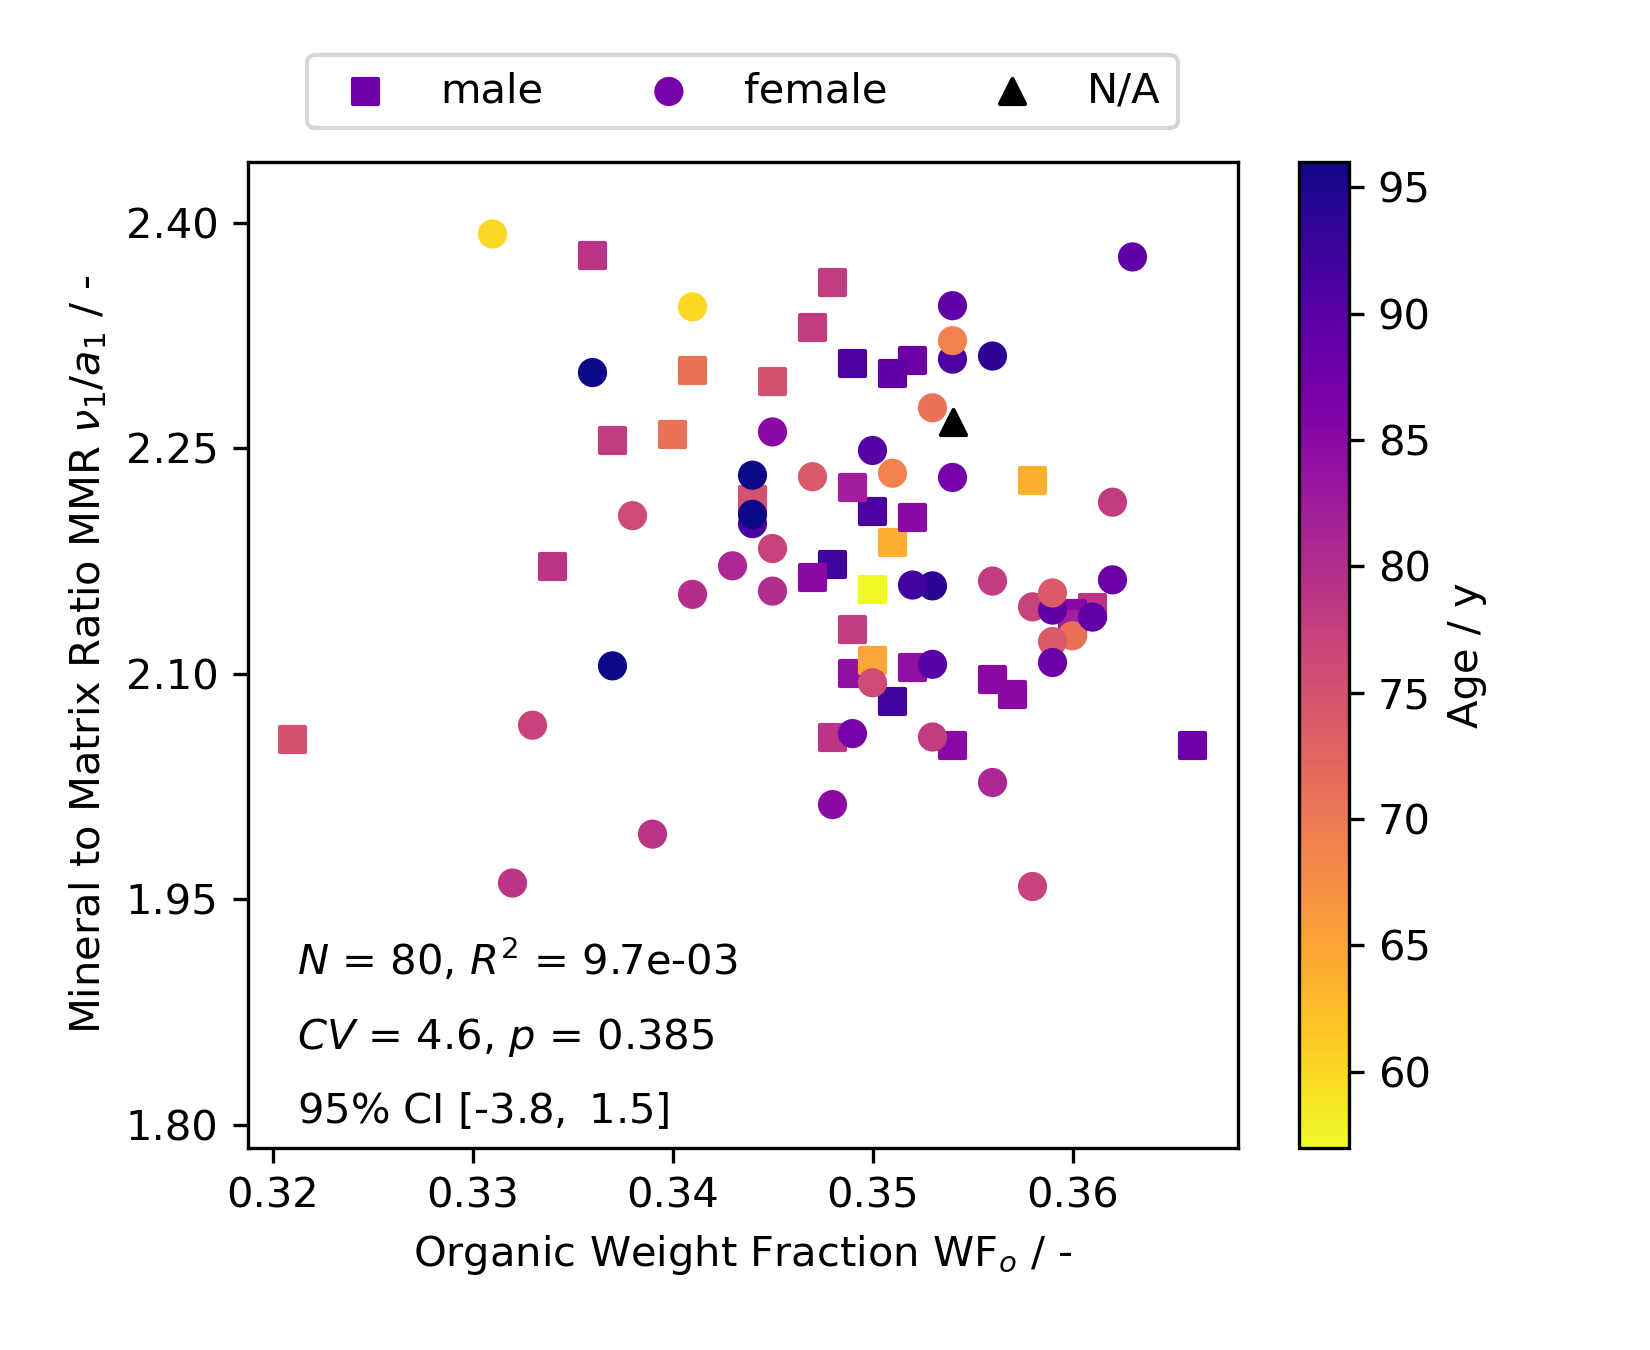 male female N/A
2.40
2.25
2.10
1.95
1.80
Mineral to Matrix Ratio MMR ν₁/a₁ / -
N = 80, R² = 9.7e-03
CV = 4.6, p = 0.385
95% CI [-3.8, 1.5]
0.32 0.33 0.34 0.35 0.36
Organic Weight Fraction WFₒ / -
95
90
85
80
75
70
65
60
Age / y